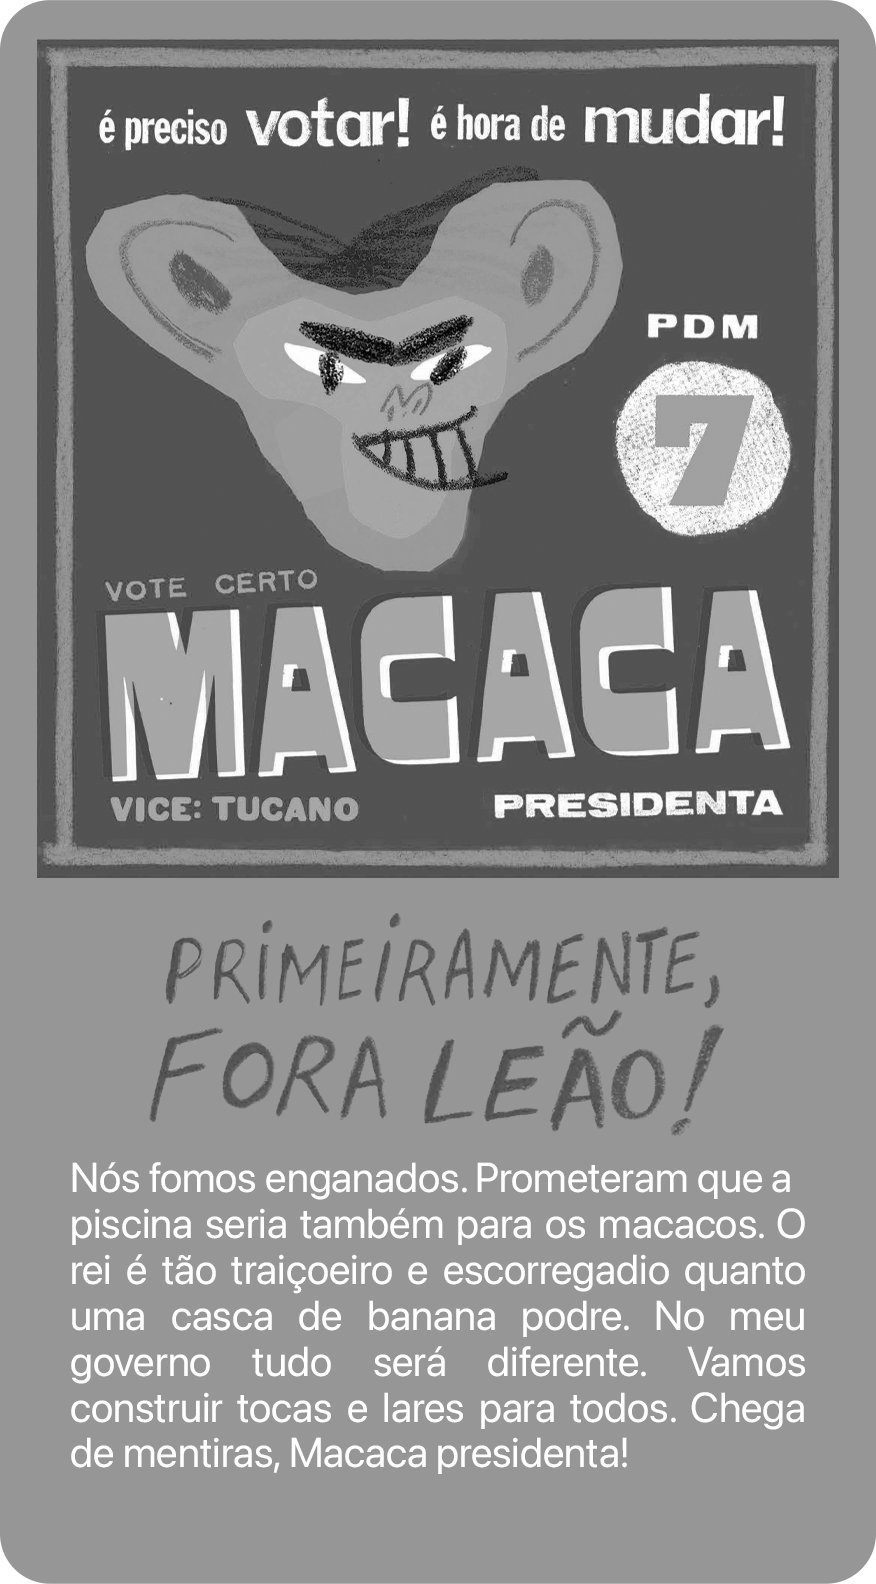 é preciso votar! é hora de mudar!
PDM
7
VOTE CERTO
MACACA
VICE: TUCANO PRESIDENTA
PRIMEIRAMENTE,
FORA LEÃO!
Nós fomos enganados. Prometeram que a
piscina seria também para os macacos. O
rei é tão traiçoeiro e escorregadio quanto
uma casca de banana podre. No meu
governo tudo será diferente. Vamos
construir tocas e lares para todos. Chega
de mentiras, Macaca presidenta!